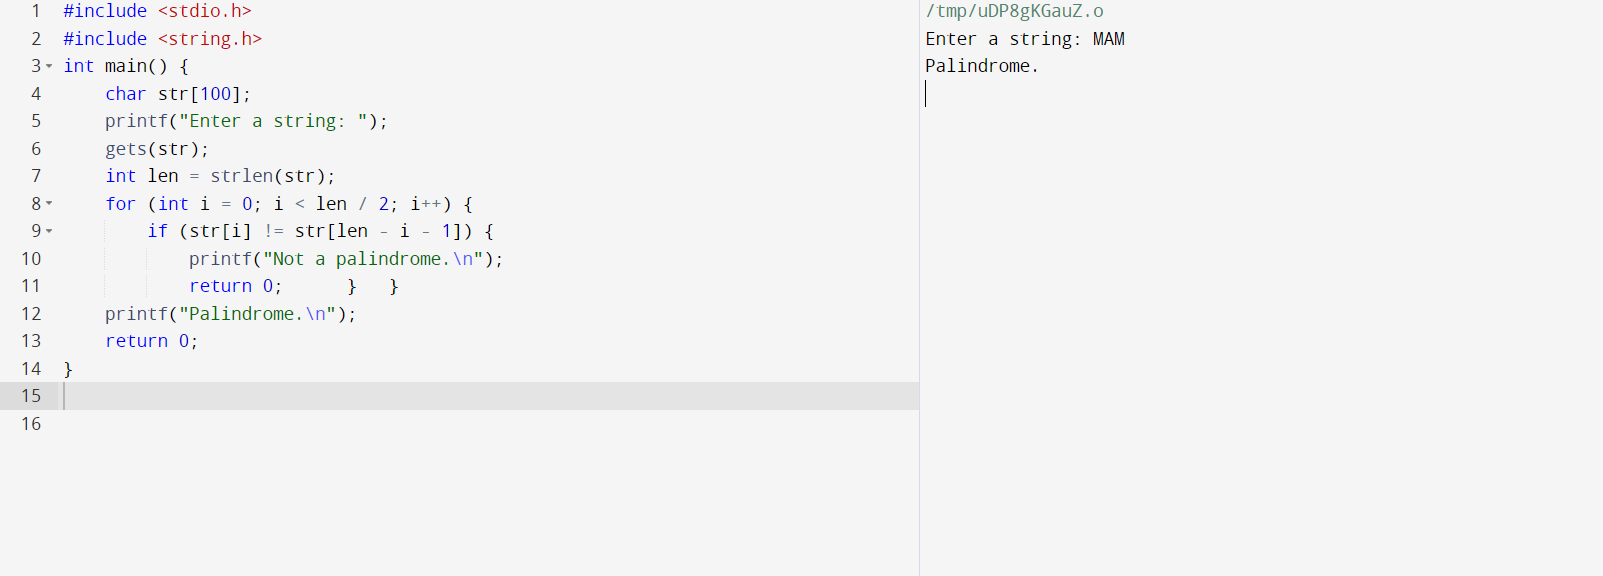 1 #include <stdio.h>
2 #include <string.h>
3 int main() {
4     char str[100];
5     printf("Enter a string: ");
6     gets(str);
7     int len = strlen(str);
8     for (int i = 0; i < len / 2; i++) {
9         if (str[i] != str[len - i - 1]) {
10             printf("Not a palindrome.\n");
11             return 0;      }   }
12     printf("Palindrome.\n");
13     return 0;
14 }
15
16
/tmp/uDP8gKGauZ.o
Enter a string: MAM
Palindrome.